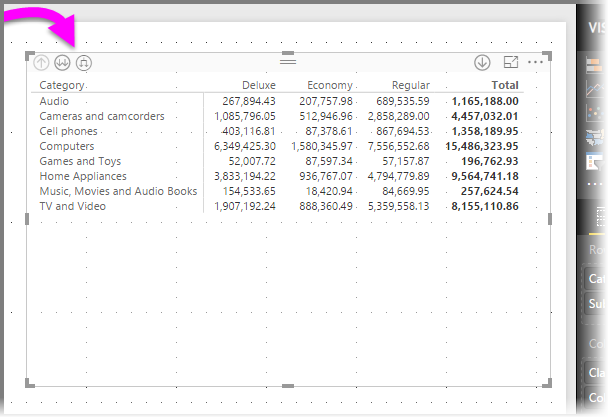 VIS
Category Deluxe Economy Regular Total
Audio 267,894.43 207,757.98 689,535.59 1,165,188.00
Cameras and camcorders 1,085,796.05 512,946.96 2,858,289.00 4,457,032.01
Cell phones 403,116.81 87,378.61 867,694.53 1,358,189.95
Computers 6,349,425.30 1,580,345.97 7,556,552.68 15,486,323.95
Games and Toys 52,007.72 87,597.34 57,157.87 196,762.93
Home Appliances 3,833,194.22 936,767.07 4,794,779.89 9,564,741.18
Music, Movies and Audio Books 154,533.65 18,420.94 84,669.95 257,624.54
TV and Video 1,907,192.24 888,360.49 5,359,558.13 8,155,110.86
Ro
Cat
Sul
Col
Cla
Co